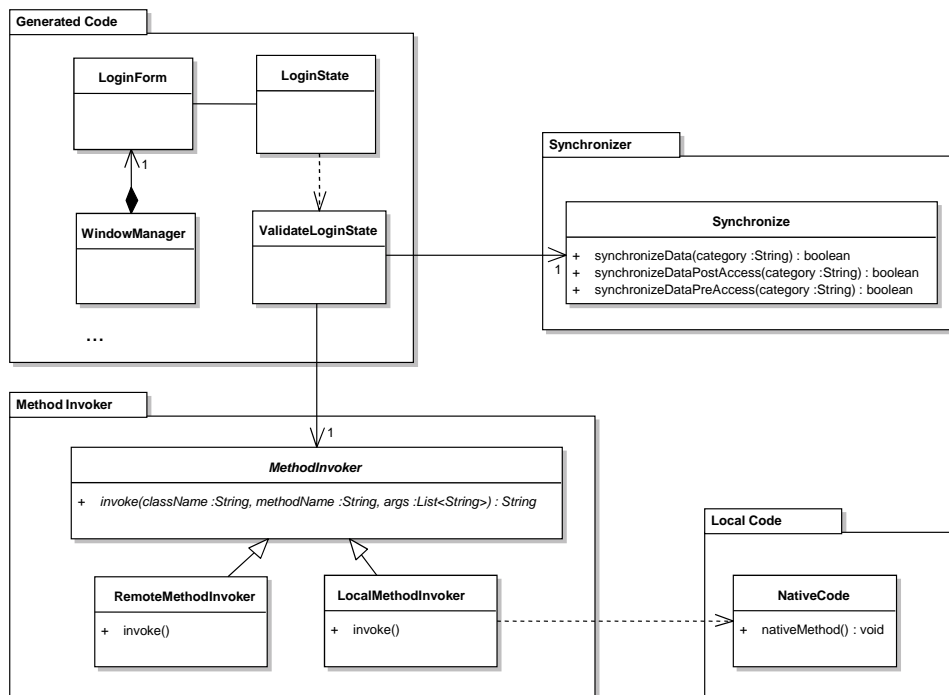 Generated Code
LoginForm
LoginState
1
WindowManager
ValidateLoginState
...
Synchronizer
Synchronize
1
+ synchronizeData(category :String) : boolean
+ synchronizeDataPostAccess(category :String) : boolean
+ synchronizeDataPreAccess(category :String) : boolean
Method Invoker
1
MethodInvoker
+ invoke(className :String, methodName :String, args :List<String>) : String
RemoteMethodInvoker
+ invoke()
LocalMethodInvoker
+ invoke()
Local Code
NativeCode
+ nativeMethod() : void